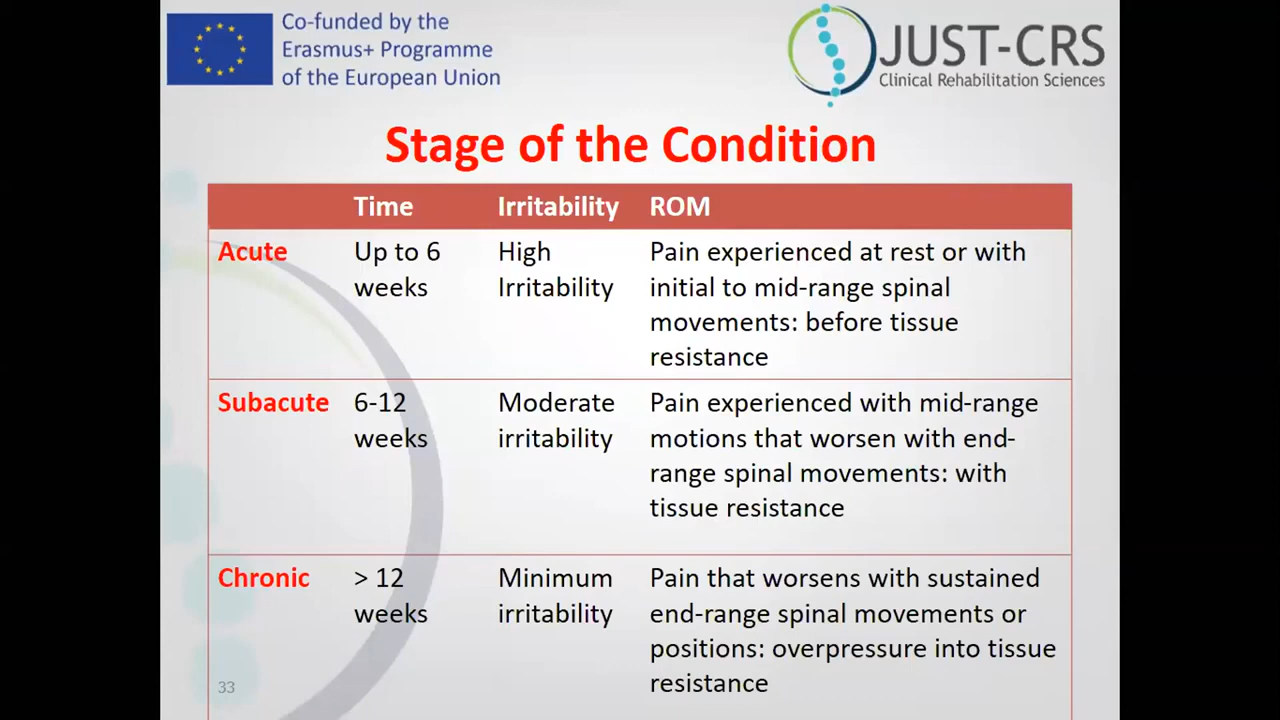 Co-funded by the
Erasmus+ Programme
of the European Union
JUST-CRS
Clinical Rehabilitation Sciences
Stage of the Condition
Time Irritability ROM
Acute
Up to 6
weeks
High
Irritability
Pain experienced at rest or with
initial to mid-range spinal
movements: before tissue
resistance
Subacute
6-12
weeks
Moderate
irritability
Pain experienced with mid-range
motions that worsen with end-
range spinal movements: with
tissue resistance
Chronic
> 12
weeks
Minimum
irritability
Pain that worsens with sustained
end-range spinal movements or
positions: overpressure into tissue
resistance
33